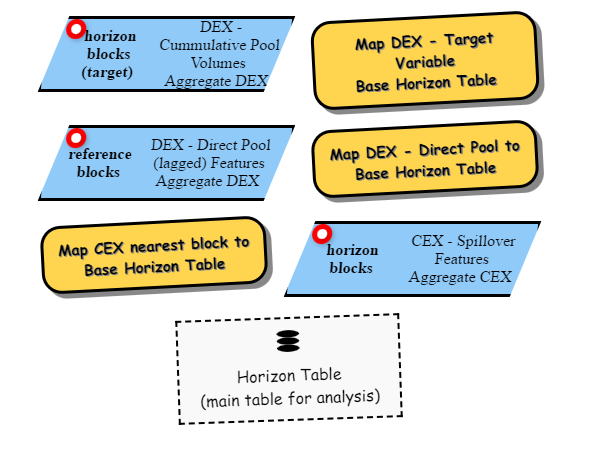 horizon
blocks
(target)
DEX -
Cummulative Pool
Volumes
Aggregate DEX
Map DEX - Target
Variable
Base Horizon Table
reference
blocks
DEX - Direct Pool
(lagged) Features
Aggregate DEX
Map DEX - Direct Pool to
Base Horizon Table
Map CEX nearest block to
Base Horizon Table
horizon
blocks
CEX - Spillover
Features
Aggregate CEX
Horizon Table
(main table for analysis)